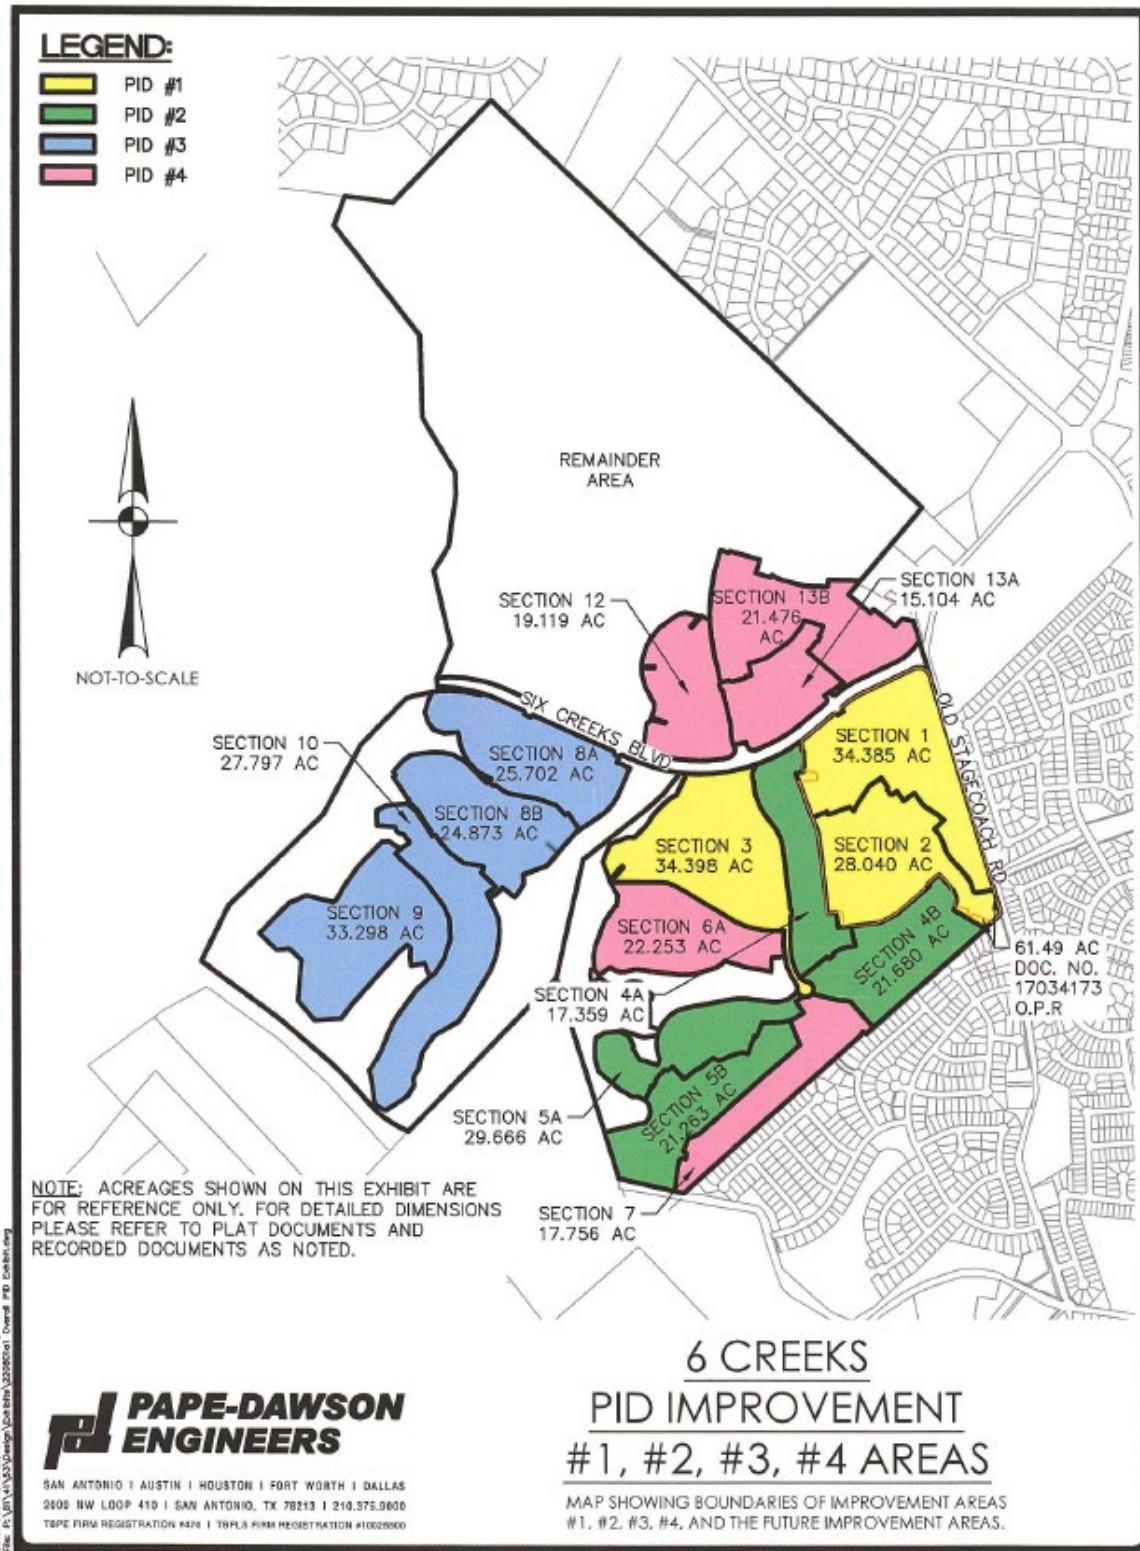 LEGEND:
PID #1
PID #2
PID #3
PID #4
REMAINDER
AREA
NOT-TO-SCALE
SECTION 12
19.119 AC
SECTION 13B
21.476
AC
SECTION 13A
15.104 AC
SIX CREEKS BLVD
OLD STAGECOACH RD
SECTION 10
27.797 AC
SECTION 8A
25.702 AC
SECTION 8B
24.873 AC
SECTION 9
33.298 AC
SECTION 1
34.385 AC
SECTION 2
28.040 AC
SECTION 3
34.398 AC
SECTION 6A
22.253 AC
SECTION 4B
21.680 AC
61.49 AC
DOC. NO.
17034173
O.P.R
SECTION 4A
17.359 AC
SECTION 5B
21.263 AC
SECTION 5A
29.666 AC
SECTION 7
17.756 AC
NOTE: ACREAGES SHOWN ON THIS EXHIBIT ARE
FOR REFERENCE ONLY. FOR DETAILED DIMENSIONS
PLEASE REFER TO PLAT DOCUMENTS AND
RECORDED DOCUMENTS AS NOTED.
6 CREEKS
PID IMPROVEMENT
#1, #2, #3, #4 AREAS
MAP SHOWING BOUNDARIES OF IMPROVEMENT AREAS
#1, #2, #3, #4, AND THE FUTURE IMPROVEMENT AREAS.
PAPE-DAWSON
ENGINEERS
SAN ANTONIO I AUSTIN I HOUSTON I FORT WORTH I DALLAS
2000 NW LOOP 410 I SAN ANTONIO, TX 78213 I 210.375.9000
TBPE FIRM REGISTRATION #470 I TBPLS FIRM REGISTRATION #10028800